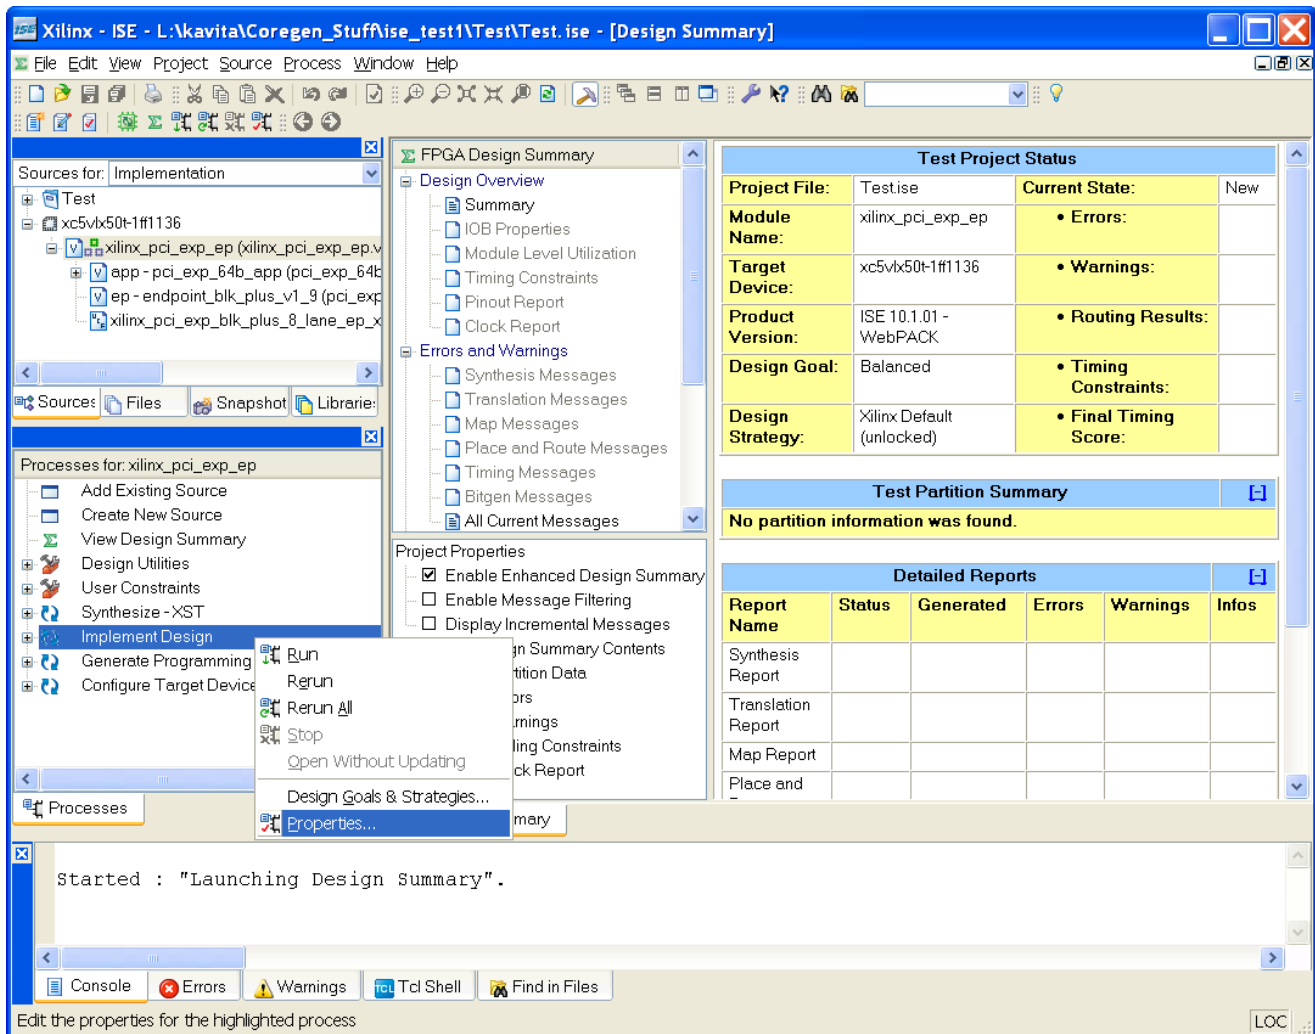 Xilinx - ISE - L:\kavita\Coregen_Stuff\ise_test1\Test\Test.ise - [Design Summary]
File Edit View Project Source Process Window Help
Sources for: Implementation
Test
xc5vlx50t-1ff1136
xilinx_pci_exp_ep (xilinx_pci_exp_ep.v
app - pci_exp_64b_app (pci_exp_64b
ep - endpoint_blk_plus_v1_9 (pci_exp
xilinx_pci_exp_blk_plus_8_lane_ep_x
Sources Files Snapshot Libraries
Processes for: xilinx_pci_exp_ep
Add Existing Source
Create New Source
View Design Summary
Design Utilities
User Constraints
Synthesize - XST
Implement Design
Generate Programming
Configure Target Device
Processes
Run
Rerun
Rerun All
Stop
Open Without Updating
Design Goals & Strategies...
Properties...
FPGA Design Summary
Design Overview
Summary
IOB Properties
Module Level Utilization
Timing Constraints
Pinout Report
Clock Report
Errors and Warnings
Synthesis Messages
Translation Messages
Map Messages
Place and Route Messages
Timing Messages
Bitgen Messages
All Current Messages
Project Properties
Enable Enhanced Design Summary
Enable Message Filtering
Display Incremental Messages
gn Summary Contents
tition Data
ors
rnings
ling Constraints
ck Report
mary
Test Project Status
Project File: Test.ise Current State: New
Module Name: xilinx_pci_exp_ep • Errors:
Target Device: xc5vlx50t-1ff1136 • Warnings:
Product Version: ISE 10.1.01 - WebPACK • Routing Results:
Design Goal: Balanced • Timing Constraints:
Design Strategy: Xilinx Default (unlocked) • Final Timing Score:
Test Partition Summary [-]
No partition information was found.
Detailed Reports [-]
Report Name Status Generated Errors Warnings Infos
Synthesis Report
Translation Report
Map Report
Place and
Started : "Launching Design Summary".
Console Errors Warnings Tcl Shell Find in Files
Edit the properties for the highlighted process LOC